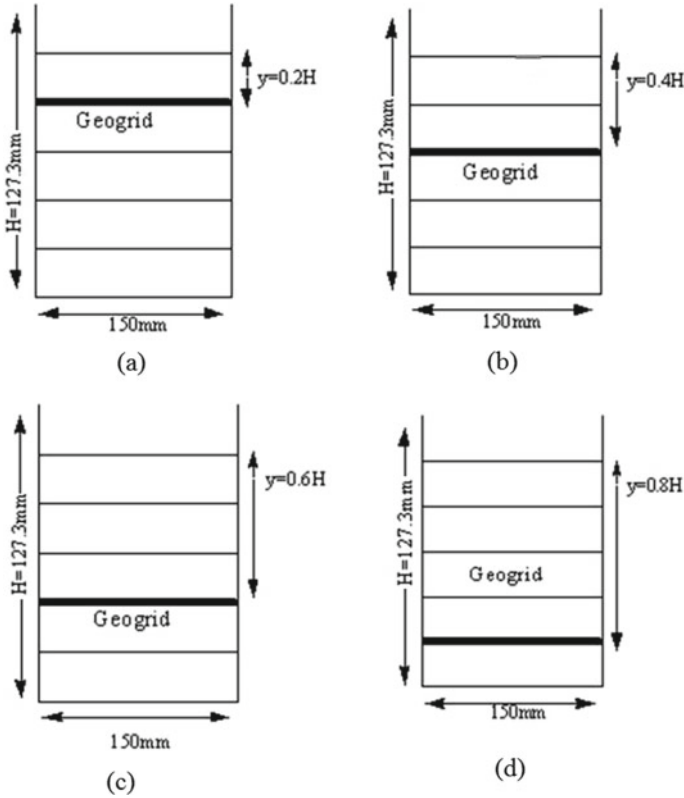 y=0.2H
Geogrid
H=127.3mm
150mm
(a)
y=0.4H
Geogrid
H=127.3mm
150mm
(b)
y=0.6H
Geogrid
H=127.3mm
150mm
(c)
y=0.8H
Geogrid
H=127.3mm
150mm
(d)